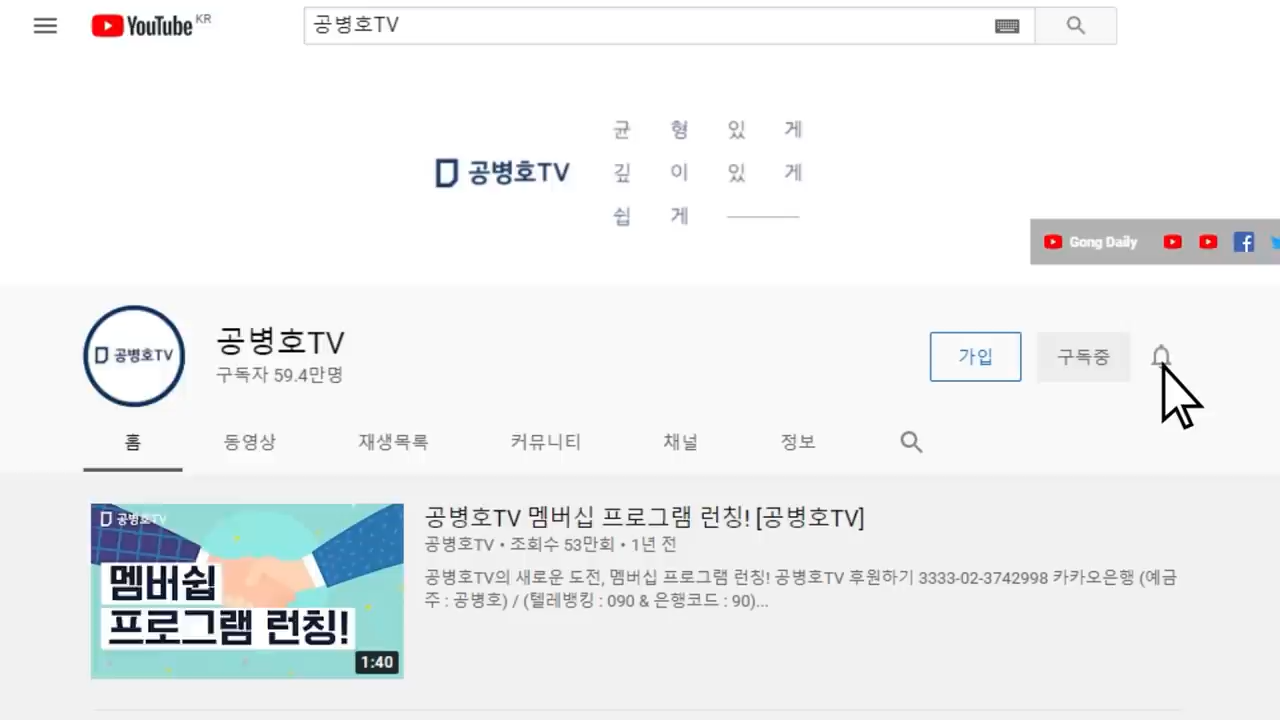 YouTube KR
공병호TV
공병호TV
균 형 있 게
깊 이 있 게
쉽 게
Gong Daily
공병호TV
공병호TV
구독자 59.4만명
가입
구독중
홈 동영상 재생목록 커뮤니티 채널 정보
공병호TV
멤버쉽
프로그램 런칭!
1:40
공병호TV 멤버십 프로그램 런칭! [공병호TV]
공병호TV • 조회수 53만회 • 1년 전
공병호TV의 새로운 도전, 멤버십 프로그램 런칭! 공병호TV 후원하기 3333-02-3742998 카카오은행 (예금
주 : 공병호) / (텔레뱅킹 : 090 & 은행코드 : 90)...